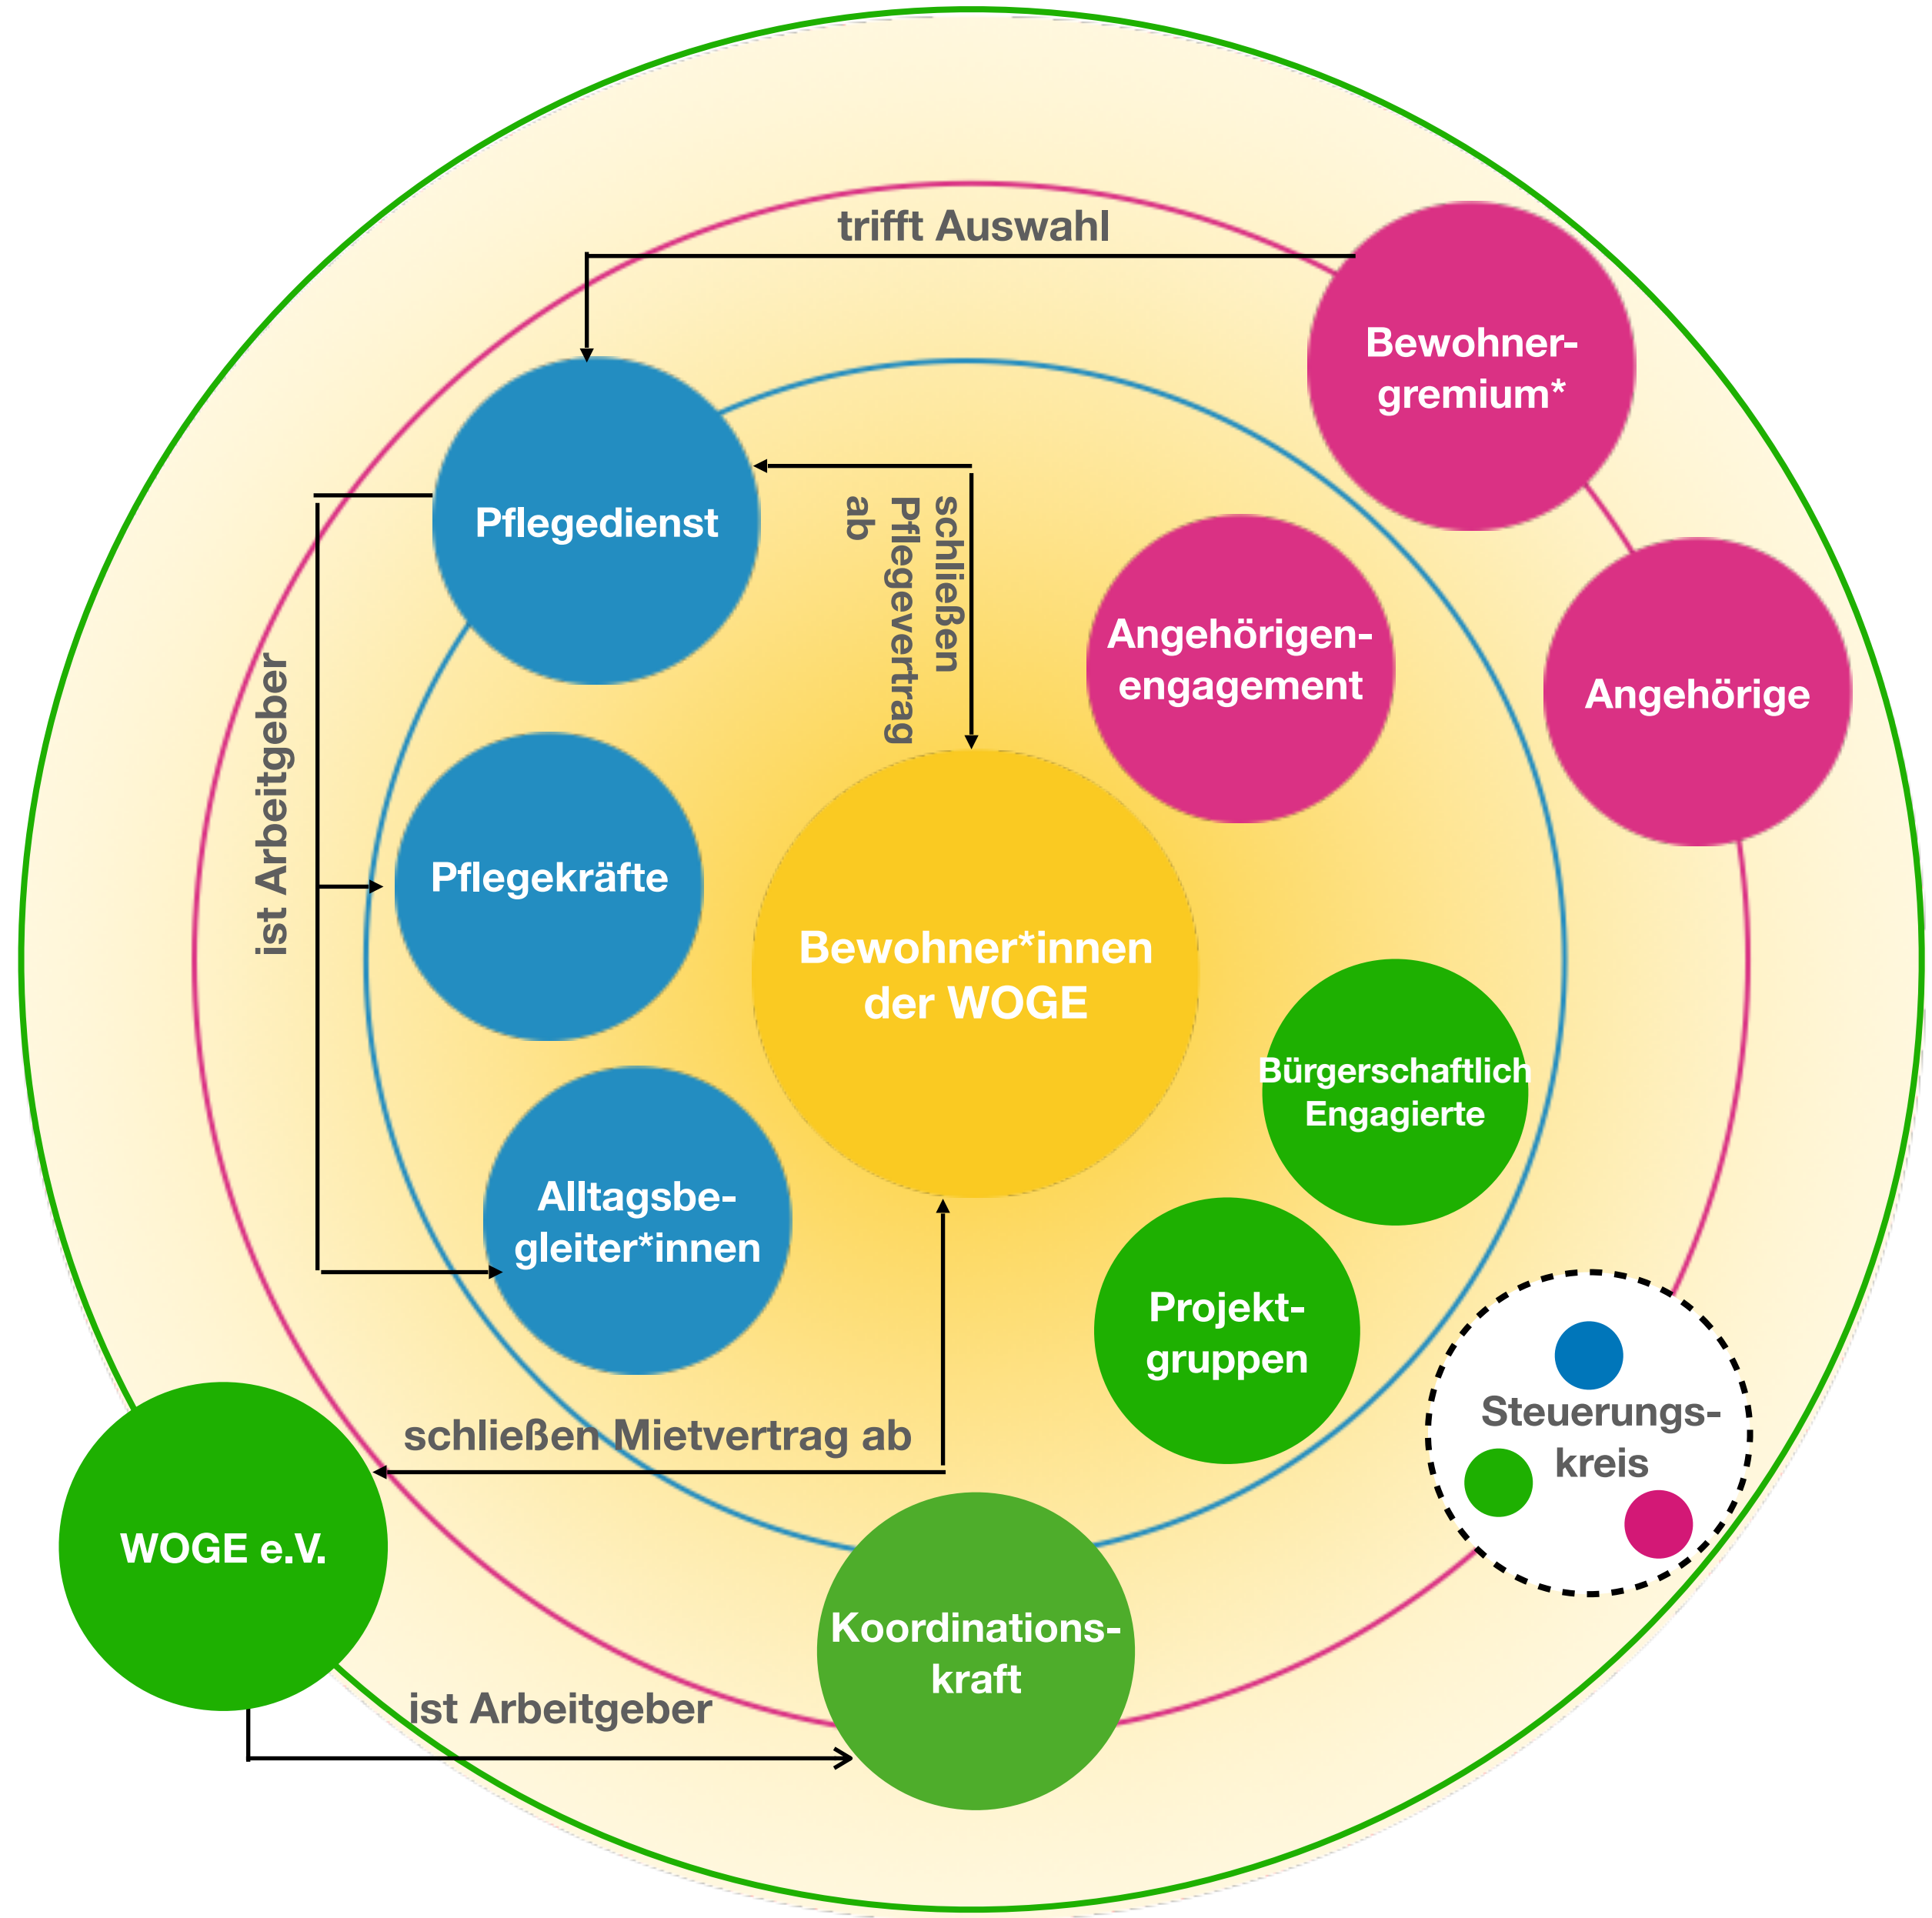 trifft Auswahl
Bewohner-
gremium*
Pflegedienst
schließen
Pflegevertrag
ab
Angehörigen-
engagement
Angehörige
ist Arbeitgeber
Pflegekräfte
Bewohner*innen
der WOGE
Bürgerschaftlich
Engagierte
Alltagsbe-
gleiter*innen
Projekt-
gruppen
Steuerungs-
kreis
schließen Mietvertrag ab
WOGE e.V.
Koordinations-
kraft
ist Arbeitgeber